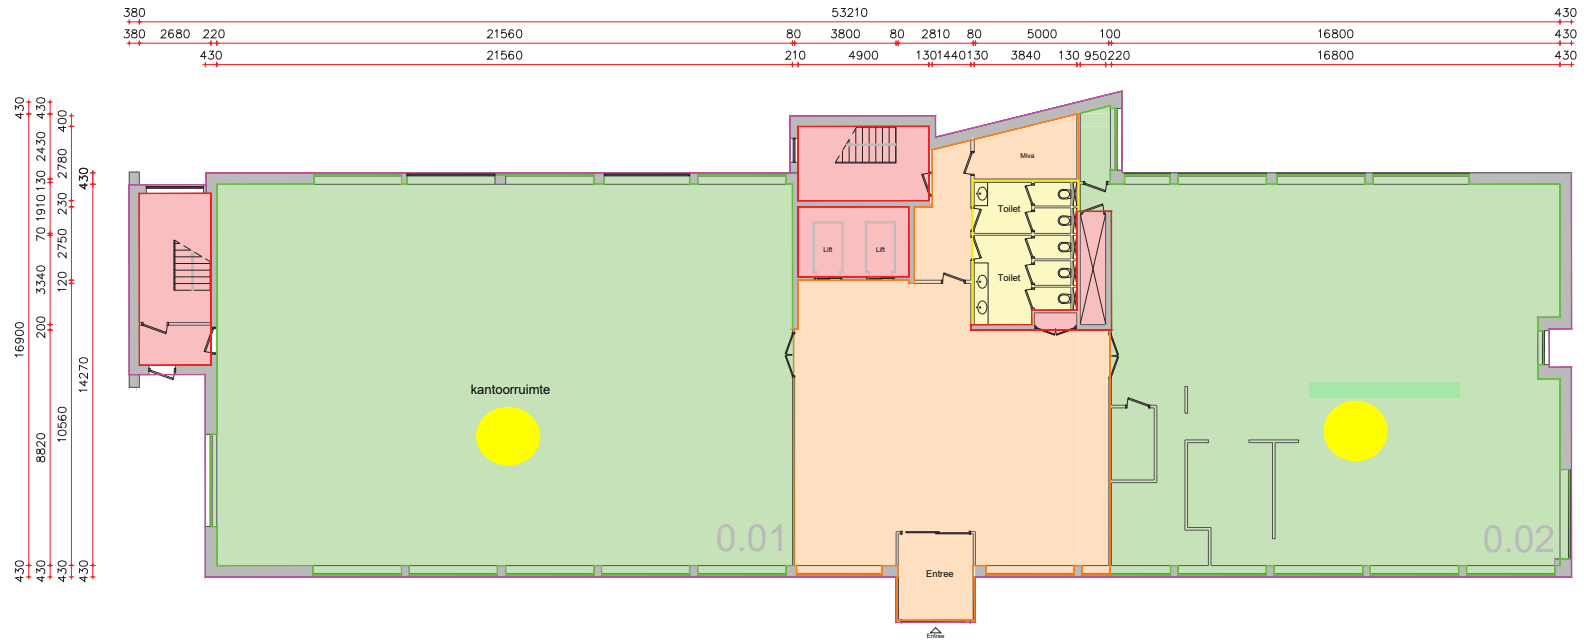 380 53210 430
380 2680 220 21560 80 3800 80 2810 80 5000 100 16800 430
430 21560 210 4900 130 1440 130 3840 130 950 220 16800 430
430 16900 430
430 2430 130 1910 70 3340 200 8820 430
400 2780 230 2750 120 10560 430
430 14270 430
Miva
Toilet
Lift Lift
Toilet
kantoorruimte
0.01
0.02
Entree
Entree